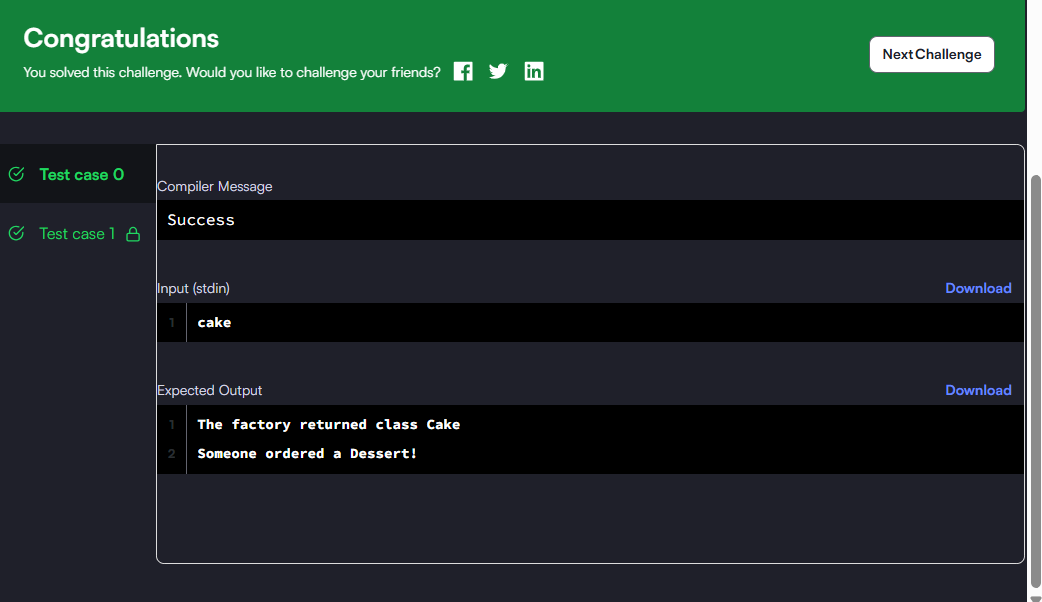 Congratulations
You solved this challenge. Would you like to challenge your friends?
Next Challenge
Test case 0
Test case 1
Compiler Message
Success
Input (stdin)
Download
1 cake
Expected Output
Download
1 The factory returned class Cake
2 Someone ordered a Dessert!